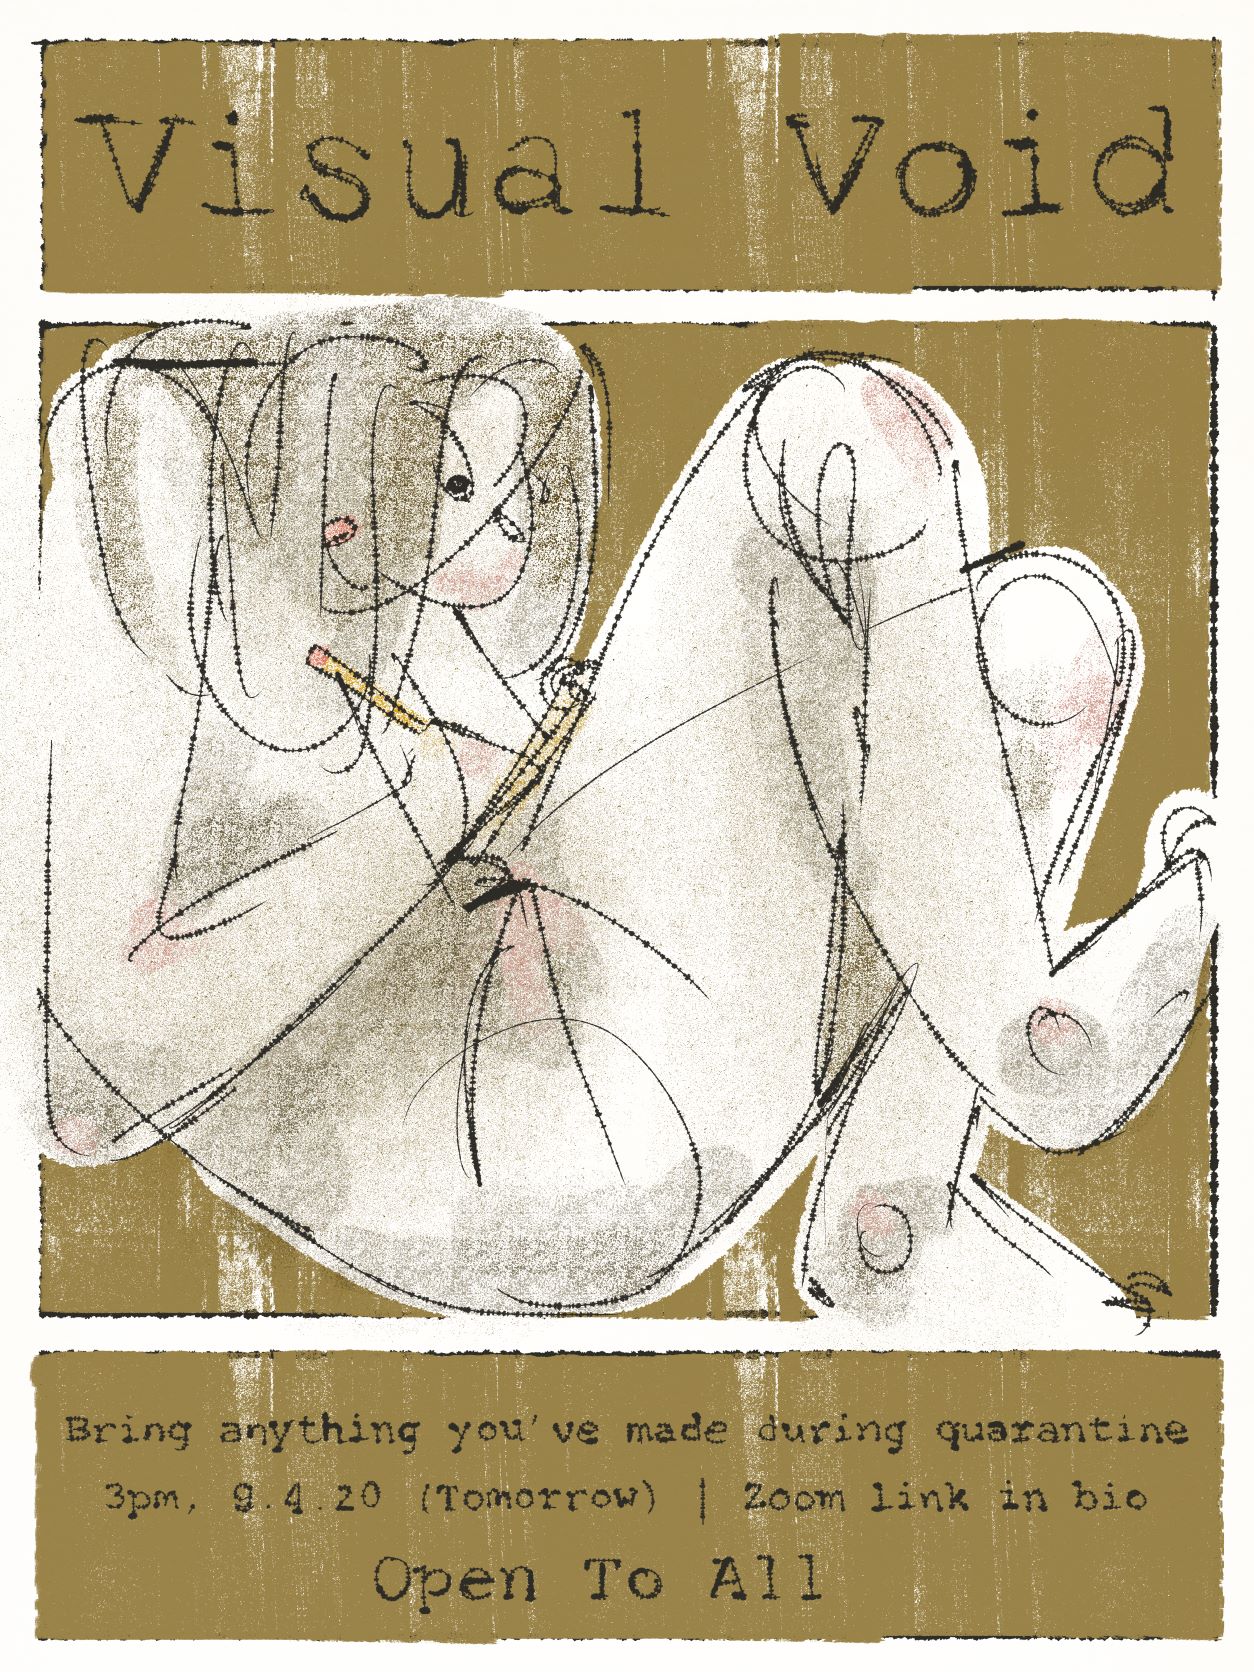 Visual Void
Bring anything you've made during quarantine
3pm, 9.4.20 (Tomorrow) | Zoom link in bio
Open To All